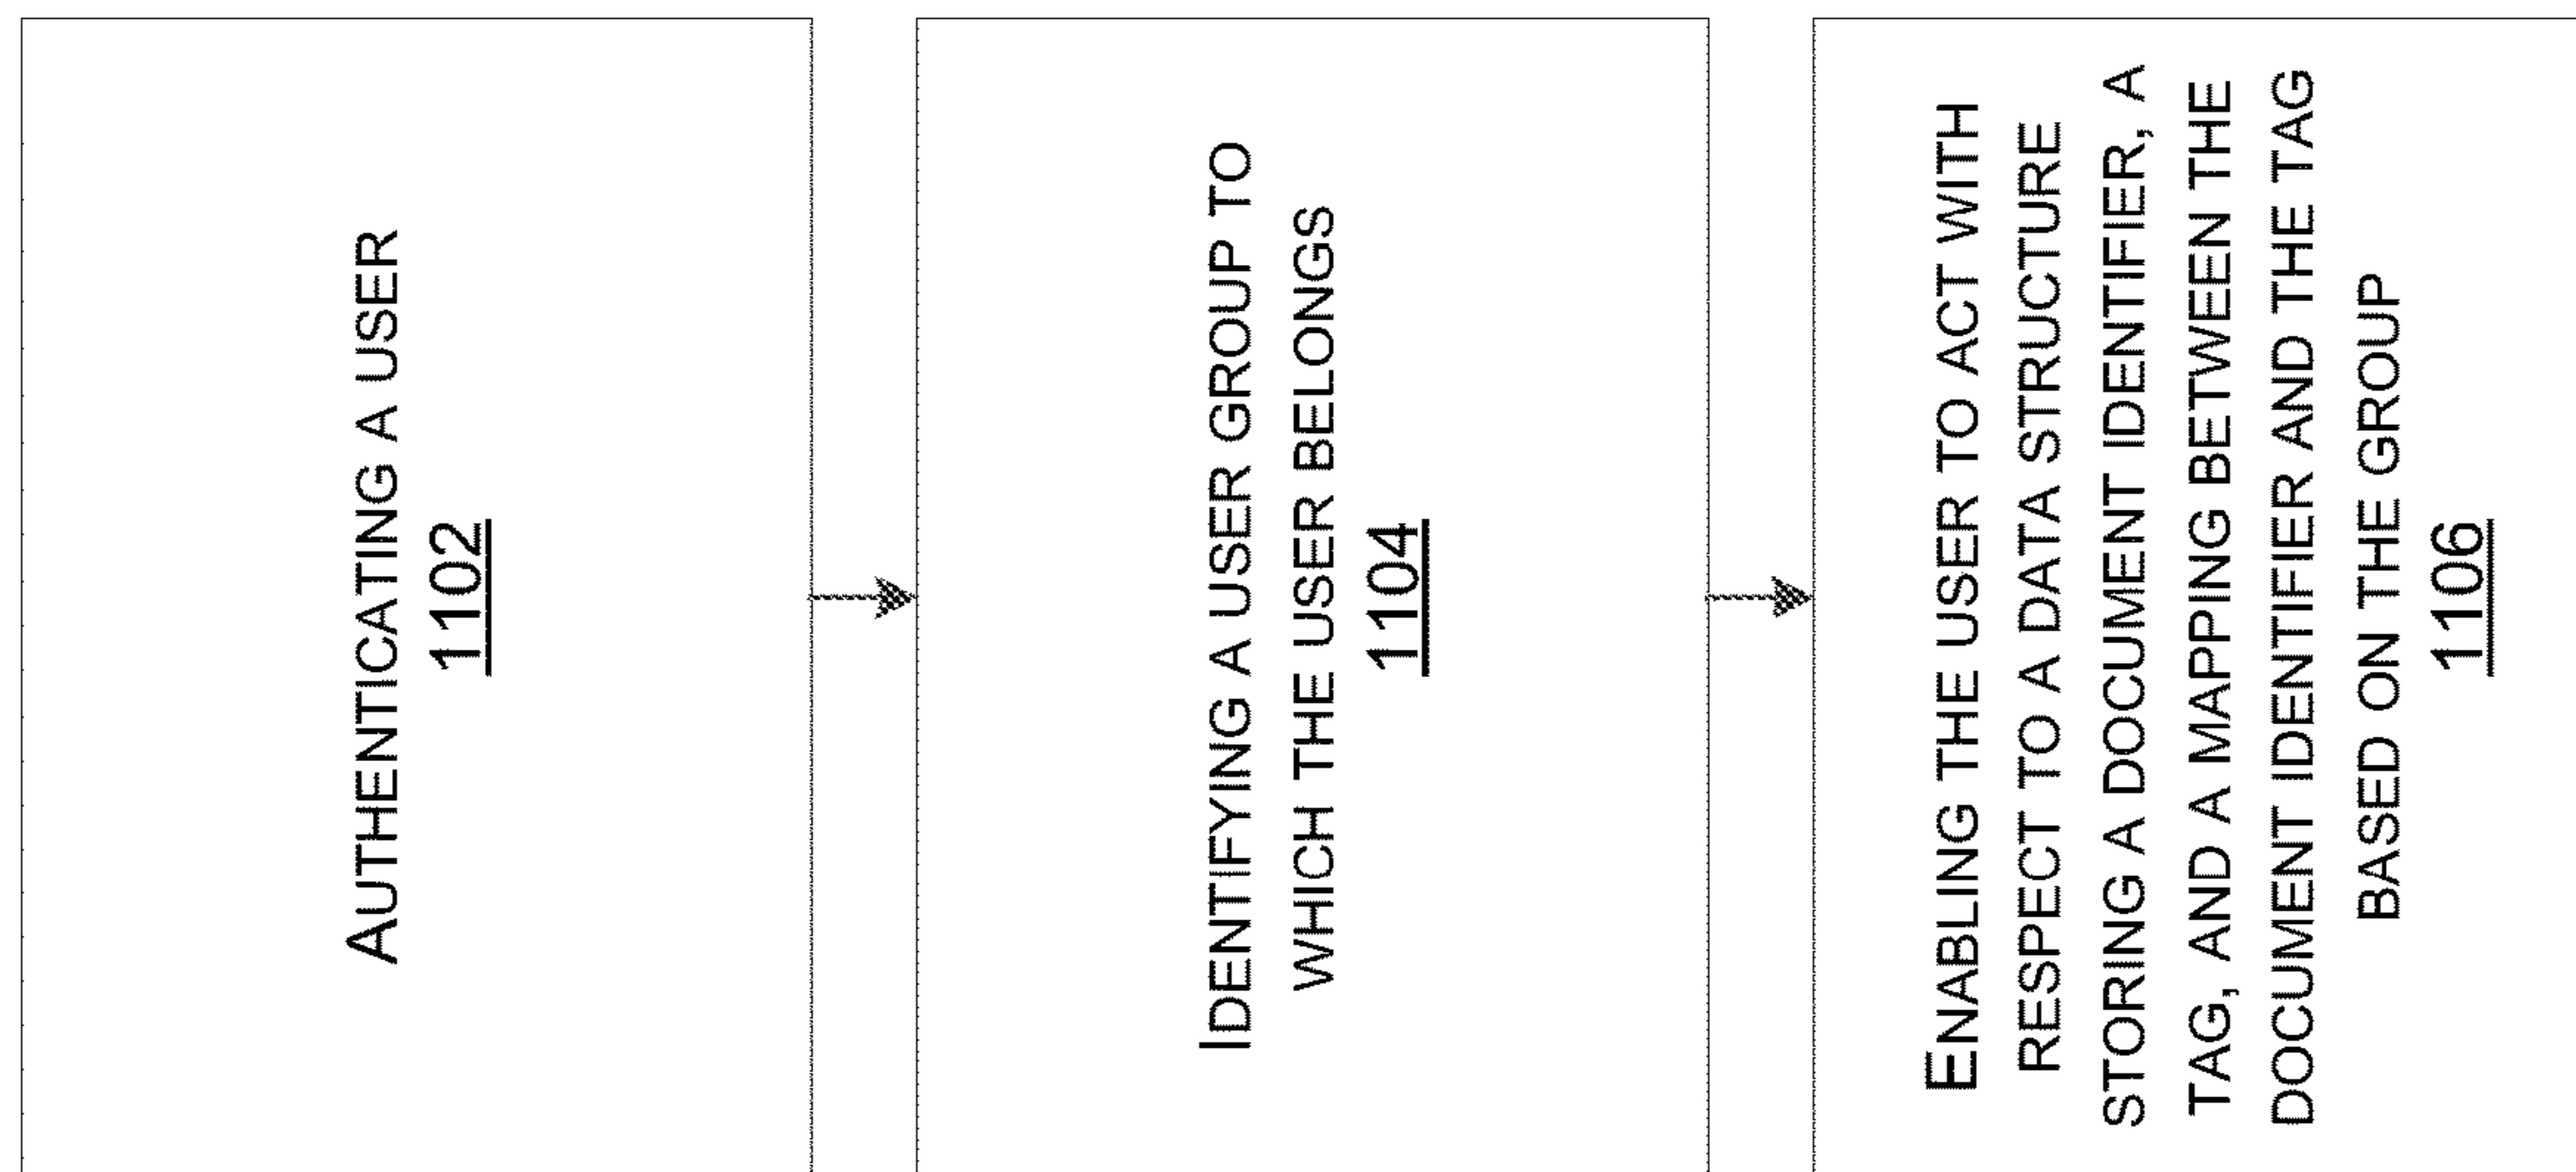 AUTHENTICATING A USER
1102
IDENTIFYING A USER GROUP TO
WHICH THE USER BELONGS
1104
ENABLING THE USER TO ACT WITH
RESPECT TO A DATA STRUCTURE
STORING A DOCUMENT IDENTIFIER, A
TAG, AND A MAPPING BETWEEN THE
DOCUMENT IDENTIFIER AND THE TAG
BASED ON THE GROUP
1106